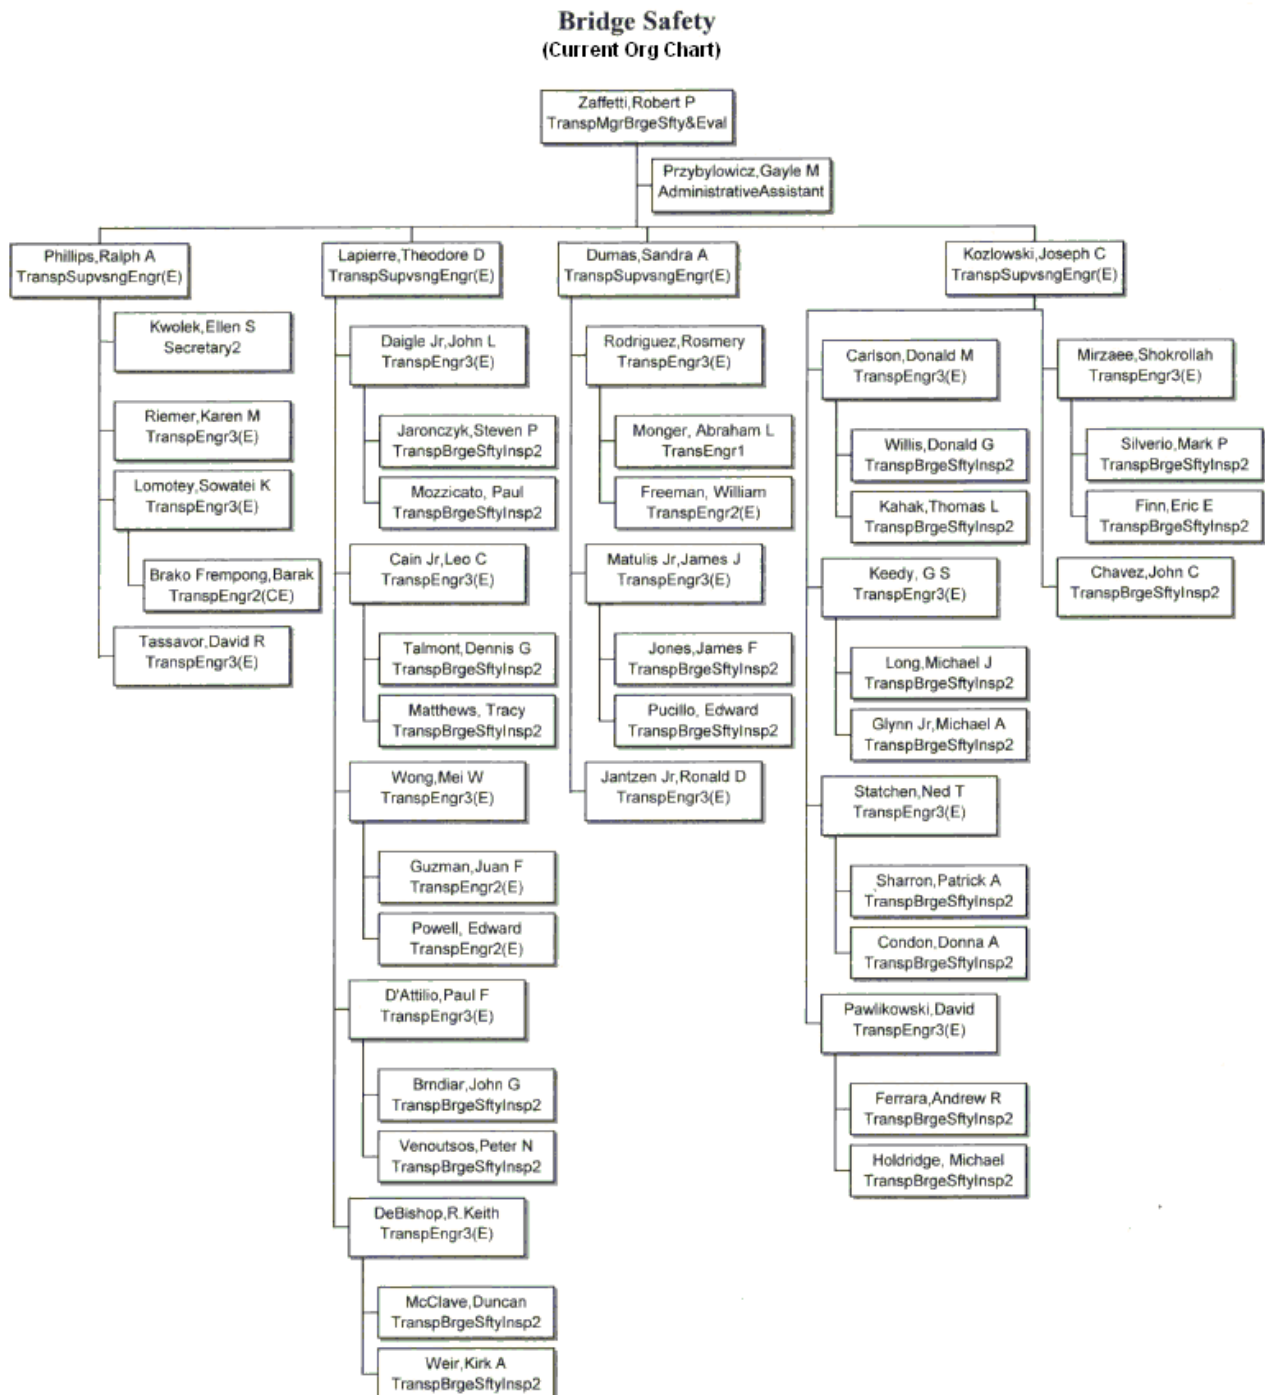 Bridge Safety
(Current Org Chart)
Zaffetti,Robert P
TranspMgrBrgeSfty&Eval
Przybylowicz,Gayle M
AdministrativeAssistant
Phillips,Ralph A
TranspSupvsngEngr(E)
Kwolek,Ellen S
Secretary2
Riemer,Karen M
TranspEngr3(E)
Lomotey,Sowatei K
TranspEngr3(E)
Brako Frempong,Barak
TranspEngr2(CE)
Tassavor,David R
TranspEngr3(E)
Lapierre,Theodore D
TranspSupvsngEngr(E)
Daigle Jr,John L
TranspEngr3(E)
Jaronczyk,Steven P
TranspBrgeSftyInsp2
Mozzicato, Paul
TranspBrgeSftyInsp2
Cain Jr,Leo C
TranspEngr3(E)
Talmont,Dennis G
TranspBrgeSftyInsp2
Matthews, Tracy
TranspBrgeSftyInsp2
Wong,Mei W
TranspEngr3(E)
Guzman,Juan F
TranspEngr2(E)
Powell, Edward
TranspEngr2(E)
D'Attilio,Paul F
TranspEngr3(E)
Brndiar,John G
TranspBrgeSftyInsp2
Venoutsos,Peter N
TranspBrgeSftyInsp2
DeBishop,R.Keith
TranspEngr3(E)
McClave,Duncan
TranspBrgeSftyInsp2
Weir,Kirk A
TranspBrgeSftyInsp2
Dumas,Sandra A
TranspSupvsngEngr(E)
Rodriguez,Rosmery
TranspEngr3(E)
Monger, Abraham L
TransEngr1
Freeman, William
TranspEngr2(E)
Matulis Jr,James J
TranspEngr3(E)
Jones,James F
TranspBrgeSftyInsp2
Pucillo, Edward
TranspBrgeSftyInsp2
Jantzen Jr,Ronald D
TranspEngr3(E)
Kozlowski,Joseph C
TranspSupvsngEngr(E)
Carlson,Donald M
TranspEngr3(E)
Willis,Donald G
TranspBrgeSftyInsp2
Kahak,Thomas L
TranspBrgeSftyInsp2
Keedy, G S
TranspEngr3(E)
Long,Michael J
TranspBrgeSftyInsp2
Glynn Jr,Michael A
TranspBrgeSftyInsp2
Statchen,Ned T
TranspEngr3(E)
Sharron,Patrick A
TranspBrgeSftyInsp2
Condon,Donna A
TranspBrgeSftyInsp2
Pawlikowski,David
TranspEngr3(E)
Ferrara,Andrew R
TranspBrgeSftyInsp2
Holdridge, Michael
TranspBrgeSftyInsp2
Mirzaee,Shokrollah
TranspEngr3(E)
Silverio,Mark P
TranspBrgeSftyInsp2
Finn,Eric E
TranspBrgeSftyInsp2
Chavez,John C
TranspBrgeSftyInsp2